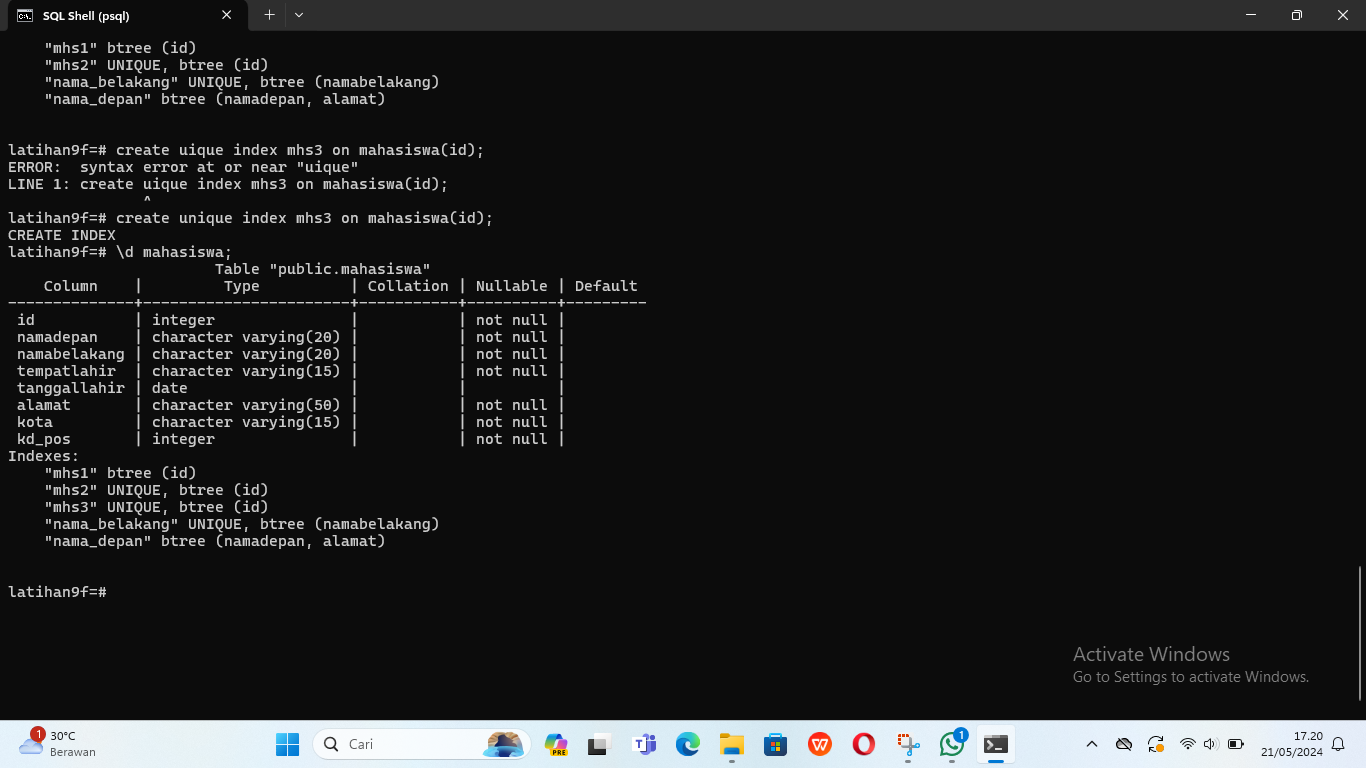 SQL Shell (psql)
    "mhs1" btree (id)
    "mhs2" UNIQUE, btree (id)
    "nama_belakang" UNIQUE, btree (namabelakang)
    "nama_depan" btree (namadepan, alamat)
latihan9f=# create uique index mhs3 on mahasiswa(id);
ERROR:  syntax error at or near "uique"
LINE 1: create uique index mhs3 on mahasiswa(id);
               ^
latihan9f=# create unique index mhs3 on mahasiswa(id);
CREATE INDEX
latihan9f=# \d mahasiswa;
                       Table "public.mahasiswa"
    Column    |         Type          | Collation | Nullable | Default
--------------+-----------------------+-----------+----------+---------
 id           | integer               |           | not null |
 namadepan    | character varying(20) |           | not null |
 namabelakang | character varying(20) |           | not null |
 tempatlahir  | character varying(15) |           | not null |
 tanggallahir | date                  |           |          |
 alamat       | character varying(50) |           | not null |
 kota         | character varying(15) |           | not null |
 kd_pos       | integer               |           | not null |
Indexes:
    "mhs1" btree (id)
    "mhs2" UNIQUE, btree (id)
    "mhs3" UNIQUE, btree (id)
    "nama_belakang" UNIQUE, btree (namabelakang)
    "nama_depan" btree (namadepan, alamat)
latihan9f=#
Activate Windows
Go to Settings to activate Windows.
1
30°C
Berawan
Cari
PRE
1
17.20
21/05/2024